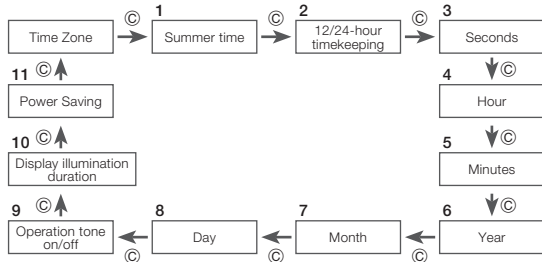 Time Zone
Ⓒ
1
Summer time
Ⓒ
2
12/24-hour
timekeeping
Ⓒ
3
Seconds
Ⓒ
4
Hour
Ⓒ
5
Minutes
Ⓒ
6
Year
Ⓒ
7
Month
Ⓒ
8
Day
Ⓒ
9
Operation tone
on/off
Ⓒ
10
Display illumination
duration
Ⓒ
11
Power Saving
Ⓒ